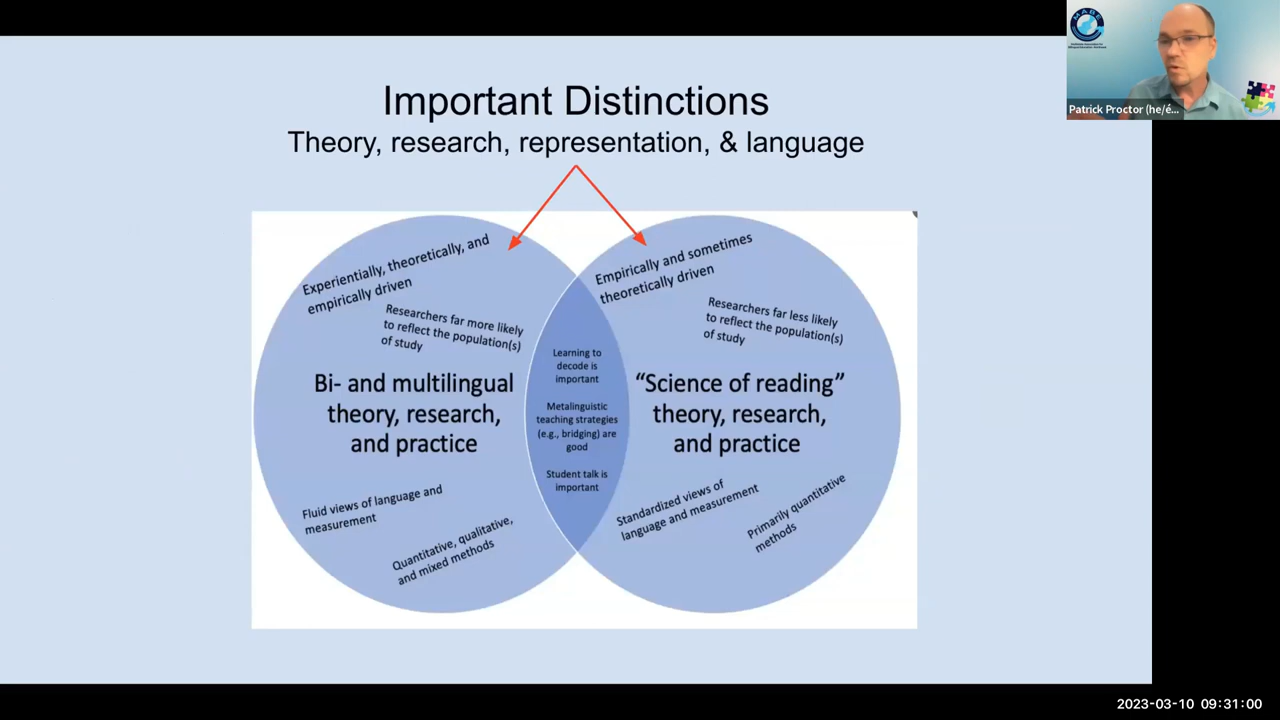 Important Distinctions
Theory, research, representation, & language
Experientially, theoretically, and
empirically driven
Researchers far more likely
to reflect the population(s)
of study
Bi- and multilingual
theory, research,
and practice
Fluid views of language and
measurement
Quantitative, qualitative,
and mixed methods
Learning to
decode is
important
Metalinguistic
teaching strategies
(e.g., bridging) are
good
Student talk is
important
Empirically and sometimes
theoretically driven
Researchers far less likely
to reflect the population(s)
of study
“Science of reading”
theory, research,
and practice
Standardized views of
language and measurement
Primarily quantitative
methods
MABE
Patrick Proctor (he/é...
2023-03-10 09:31:00